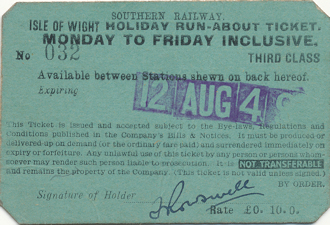 SOUTHERN RAILWAY.
ISLE OF WIGHT HOLIDAY RUN-ABOUT TICKET.
MONDAY TO FRIDAY INCLUSIVE.
No 032 THIRD CLASS
Available between Stations shewn on back hereof.
Expiring
12 AUG 4
This Ticket is issued and accepted subject to the Bye-laws, Regulations and
Conditions published in the Company's Bills & Notices. It must be produced or
delivered up on demand (or the ordinary fare paid) and surrendered immediately on
expiry or forfeiture. Any unlawful use of this ticket by any person or persons whom-
soever may render such person liable to prosecution. It is NOT TRANSFERABLE
and remains the property of the Company. (This ticket is not valid unless signed.)
BY ORDER.
Signature of Holder
Rate £0. 10. 0.